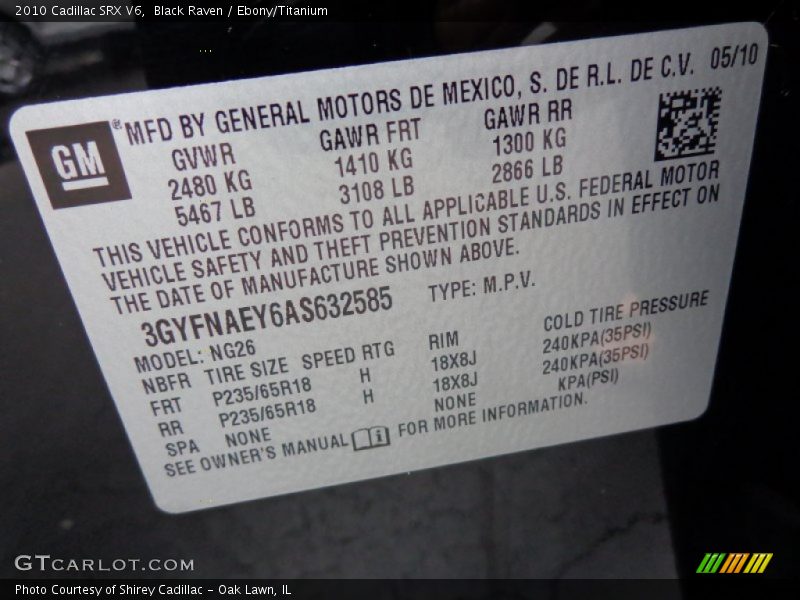 2010 Cadillac SRX V6, Black Raven / Ebony/Titanium
MFD BY GENERAL MOTORS DE MEXICO, S. DE R.L. DE C.V. 05/10
GM®
GVWR GAWR FRT GAWR RR
2480 KG 1410 KG 1300 KG
5467 LB 3108 LB 2866 LB
THIS VEHICLE CONFORMS TO ALL APPLICABLE U.S. FEDERAL MOTOR
VEHICLE SAFETY AND THEFT PREVENTION STANDARDS IN EFFECT ON
THE DATE OF MANUFACTURE SHOWN ABOVE.
3GYFNAEY6AS632585 TYPE: M.P.V.
MODEL: NG26
NBFR TIRE SIZE SPEED RTG RIM COLD TIRE PRESSURE
FRT P235/65R18 H 18X8J 240KPA(35PSI)
RR P235/65R18 H 18X8J 240KPA(35PSI)
SPA NONE NONE KPA(PSI)
SEE OWNER'S MANUAL FOR MORE INFORMATION.
GTCARLOT.COM
Photo Courtesy of Shirey Cadillac - Oak Lawn, IL